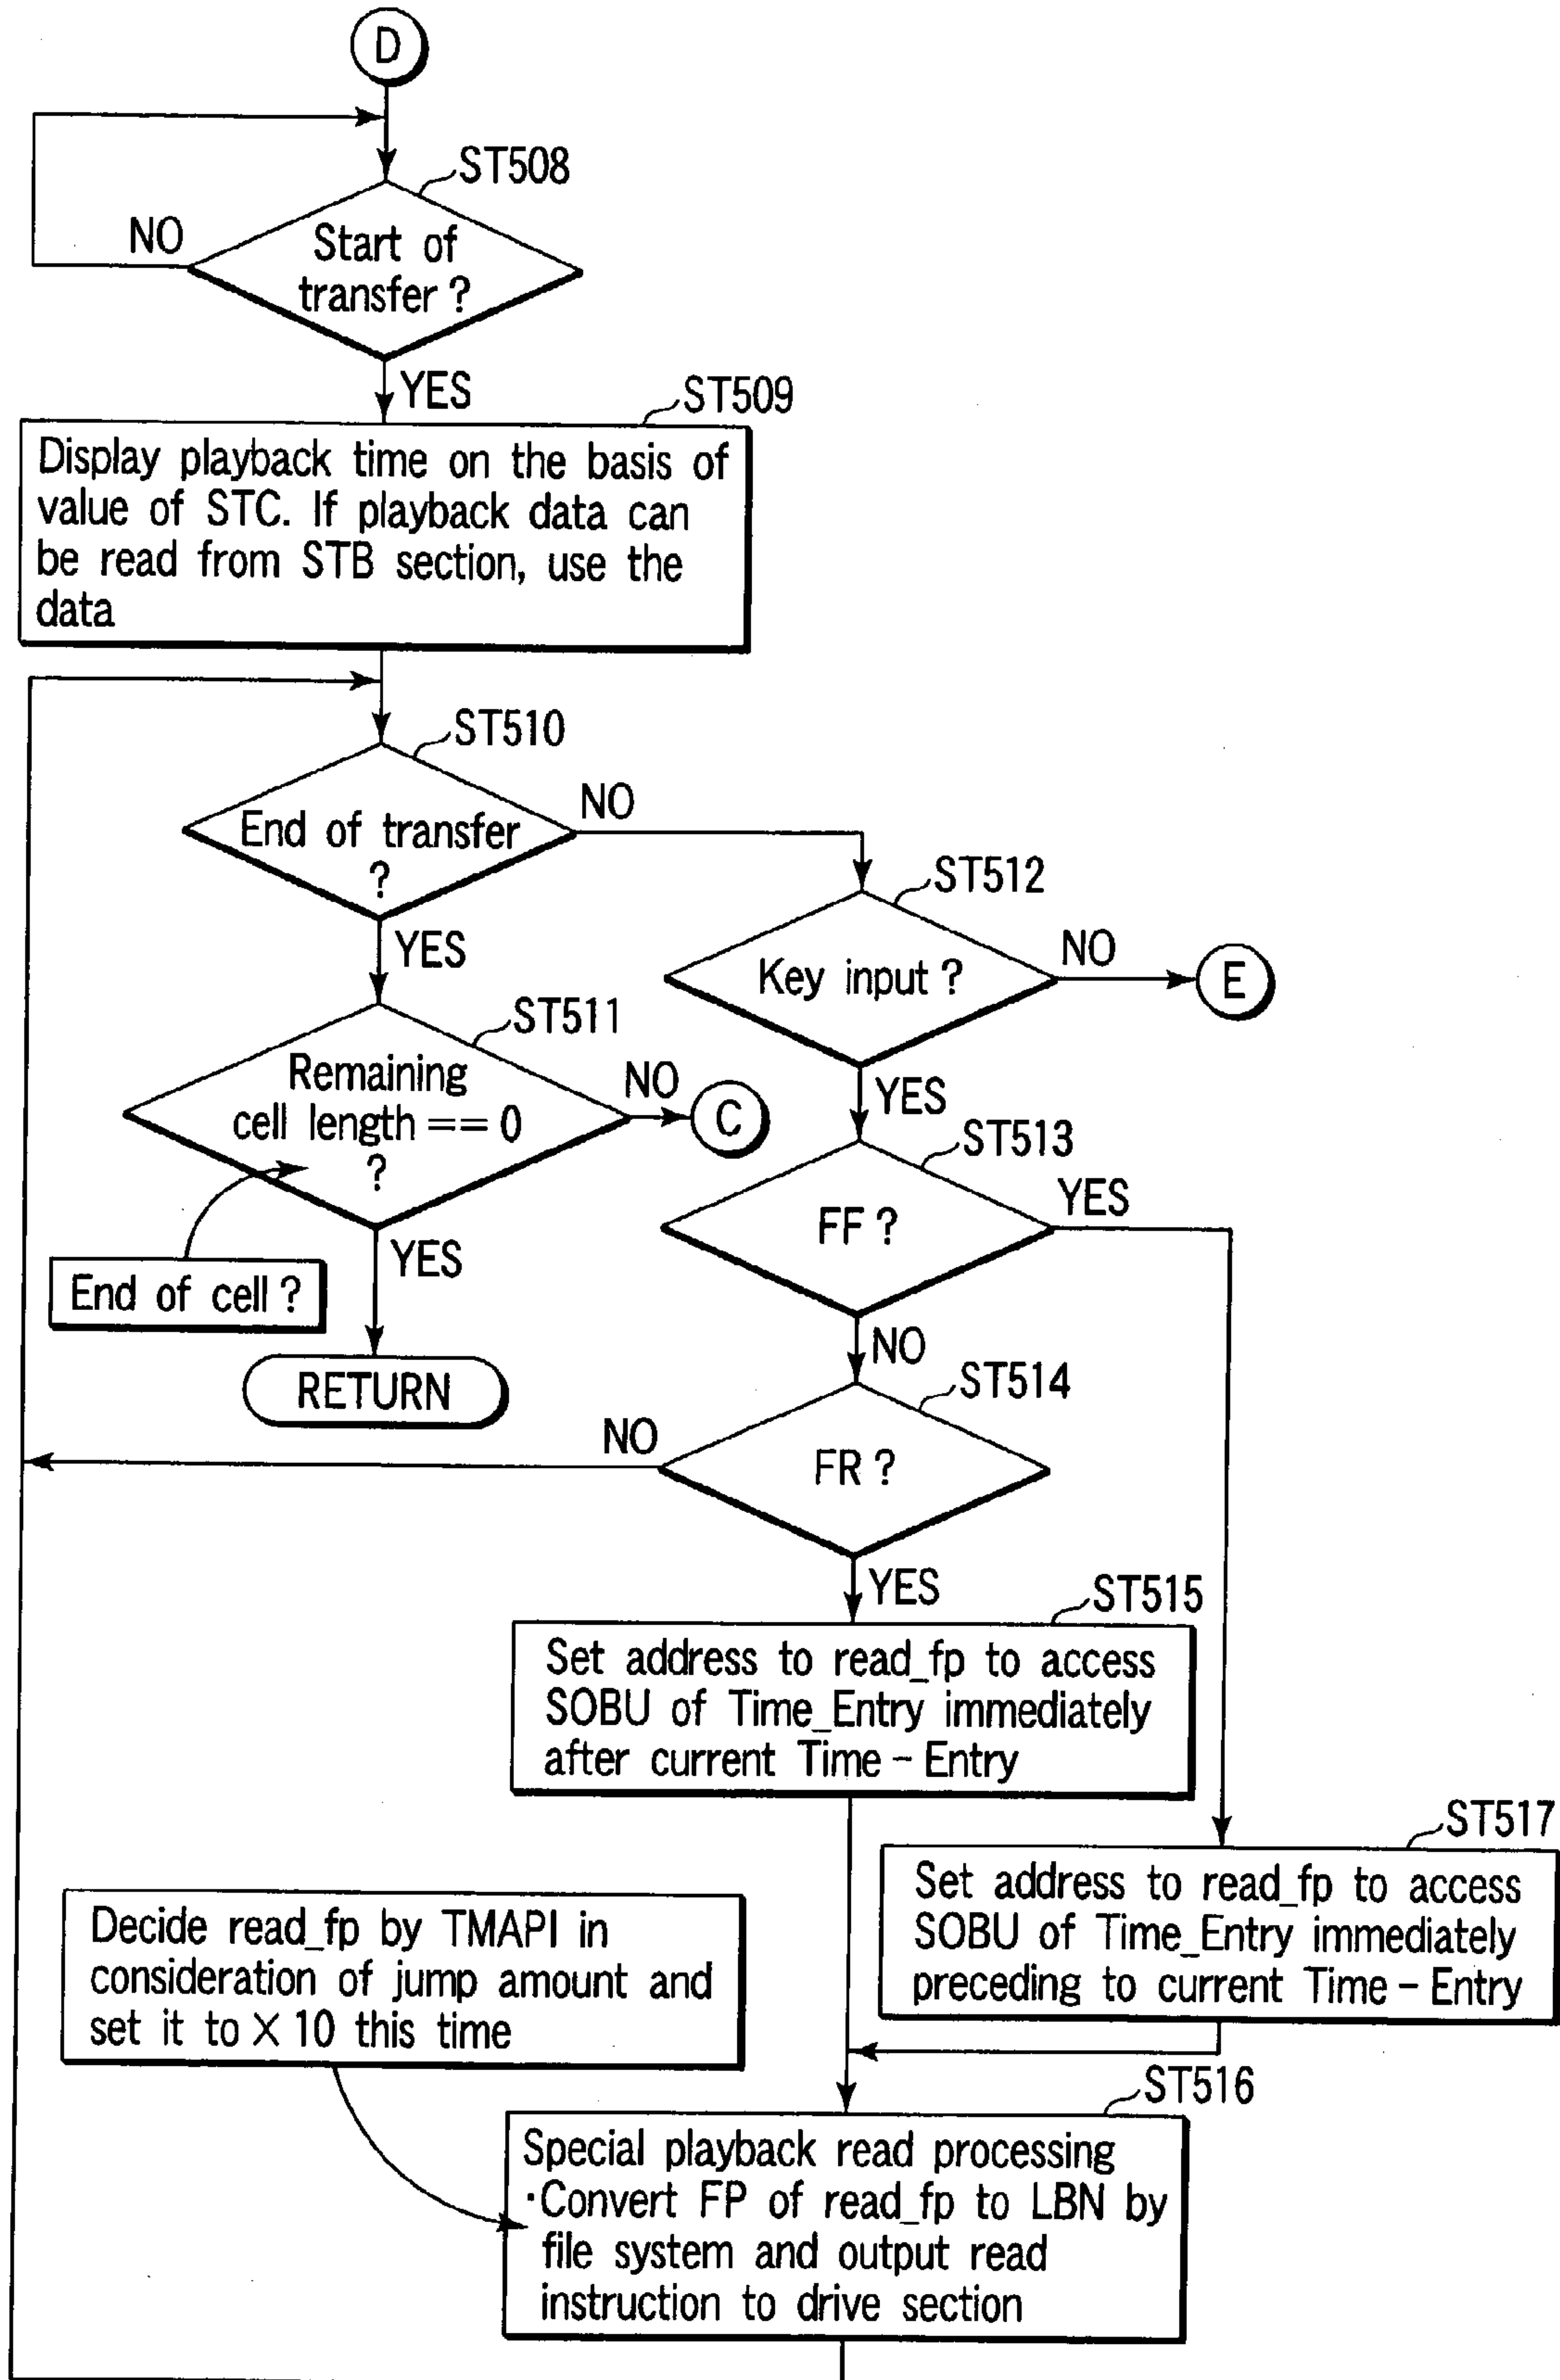 D
ST508
NO
Start of
transfer ?
YES
ST509
Display playback time on the basis of
value of STC. If playback data can
be read from STB section, use the
data
ST510
NO
End of transfer
?
ST512
YES
Key input ?
NO
E
ST511
Remaining
cell length == 0
?
NO
C
YES
ST513
YES
FF ?
End of cell ?
YES
NO
RETURN
ST514
NO
FR ?
YES
ST515
Set address to read_fp to access
SOBU of Time_Entry immediately
after current Time - Entry
ST517
Set address to read_fp to access
SOBU of Time_Entry immediately
preceding to current Time - Entry
Decide read_fp by TMAPI in
consideration of jump amount and
set it to × 10 this time
ST516
Special playback read processing
·Convert FP of read_fp to LBN by
file system and output read
instruction to drive section